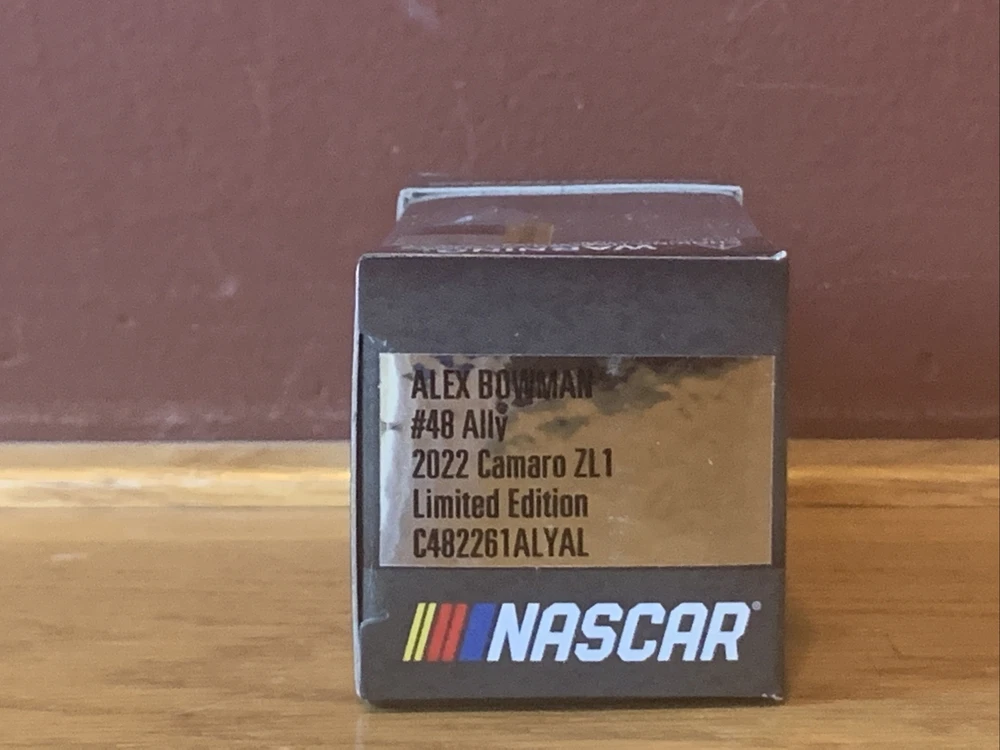 ALEX BOWMAN
#48 Ally
2022 Camaro ZL1
Limited Edition
C482261ALYAL
NASCAR®